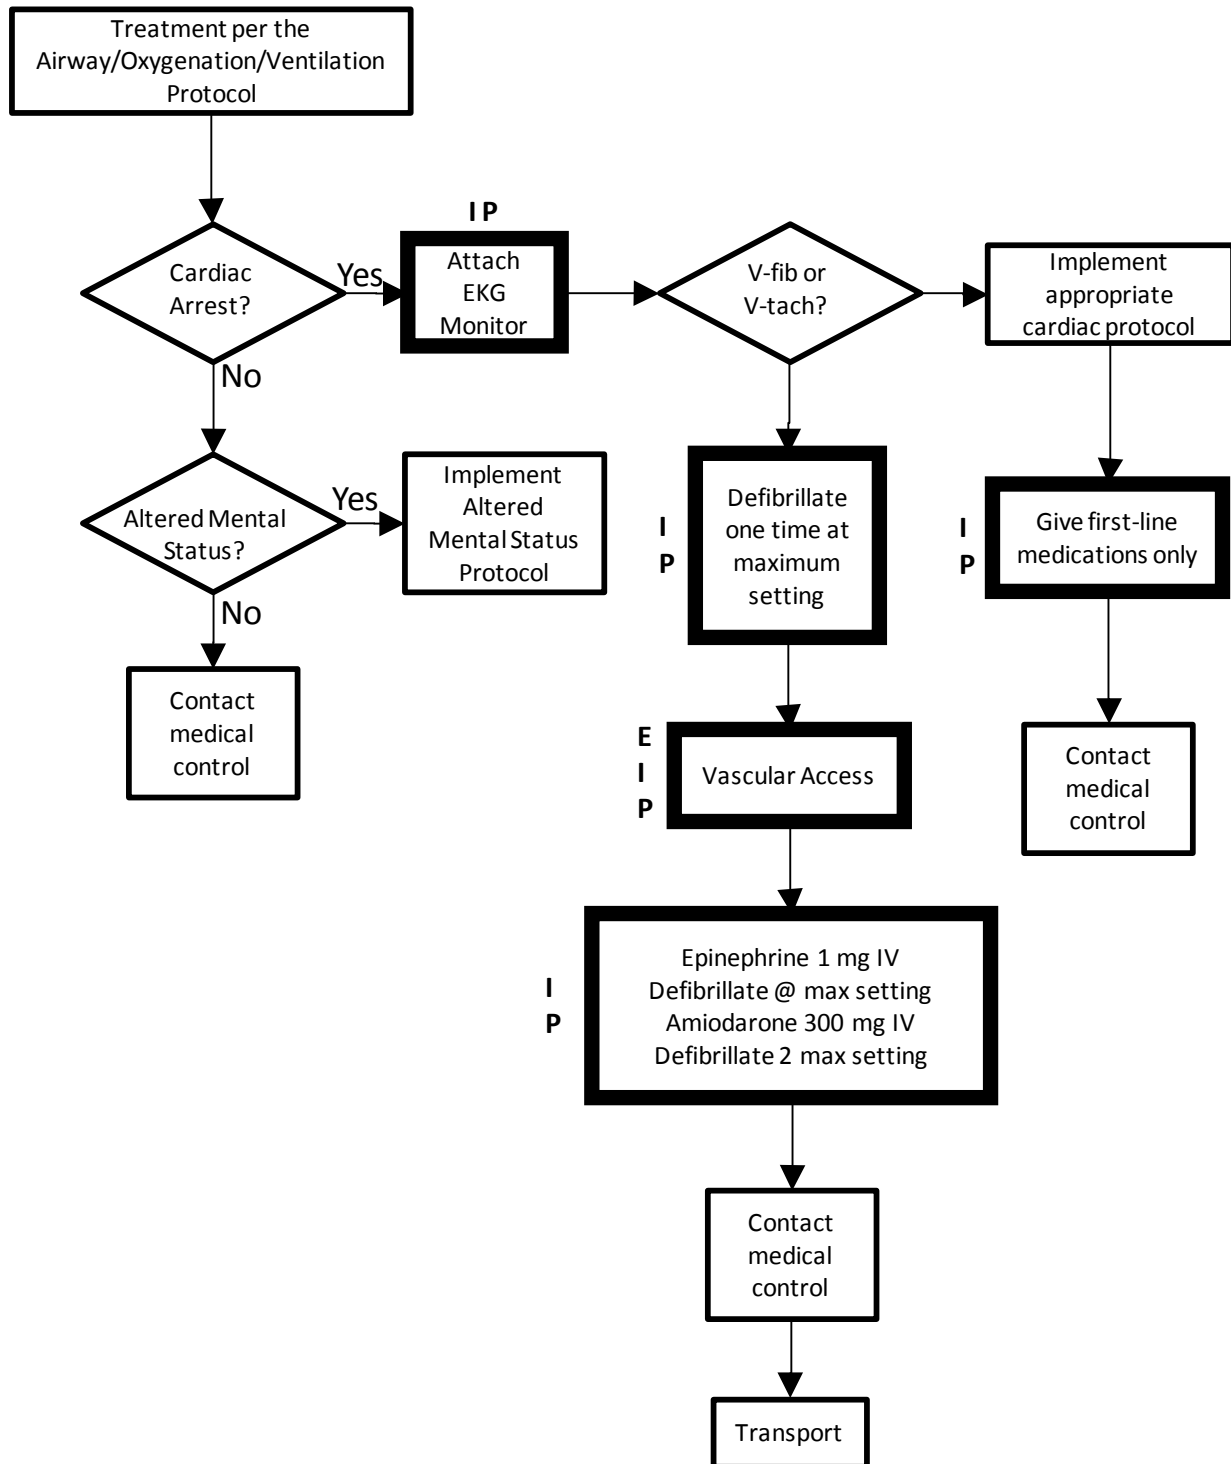 Treatment per the
Airway/Oxygenation/Ventilation
Protocol
Cardiac
Arrest?
Yes
No
I P
Attach
EKG
Monitor
V-fib or
V-tach?
Implement
appropriate
cardiac protocol
Altered Mental
Status?
Yes
No
Implement
Altered
Mental Status
Protocol
I
P
Defibrillate
one time at
maximum
setting
I
P
Give first-line
medications only
Contact
medical
control
E
I
P
Vascular Access
Contact
medical
control
I
P
Epinephrine 1 mg IV
Defibrillate @ max setting
Amiodarone 300 mg IV
Defibrillate 2 max setting
Contact
medical
control
Transport